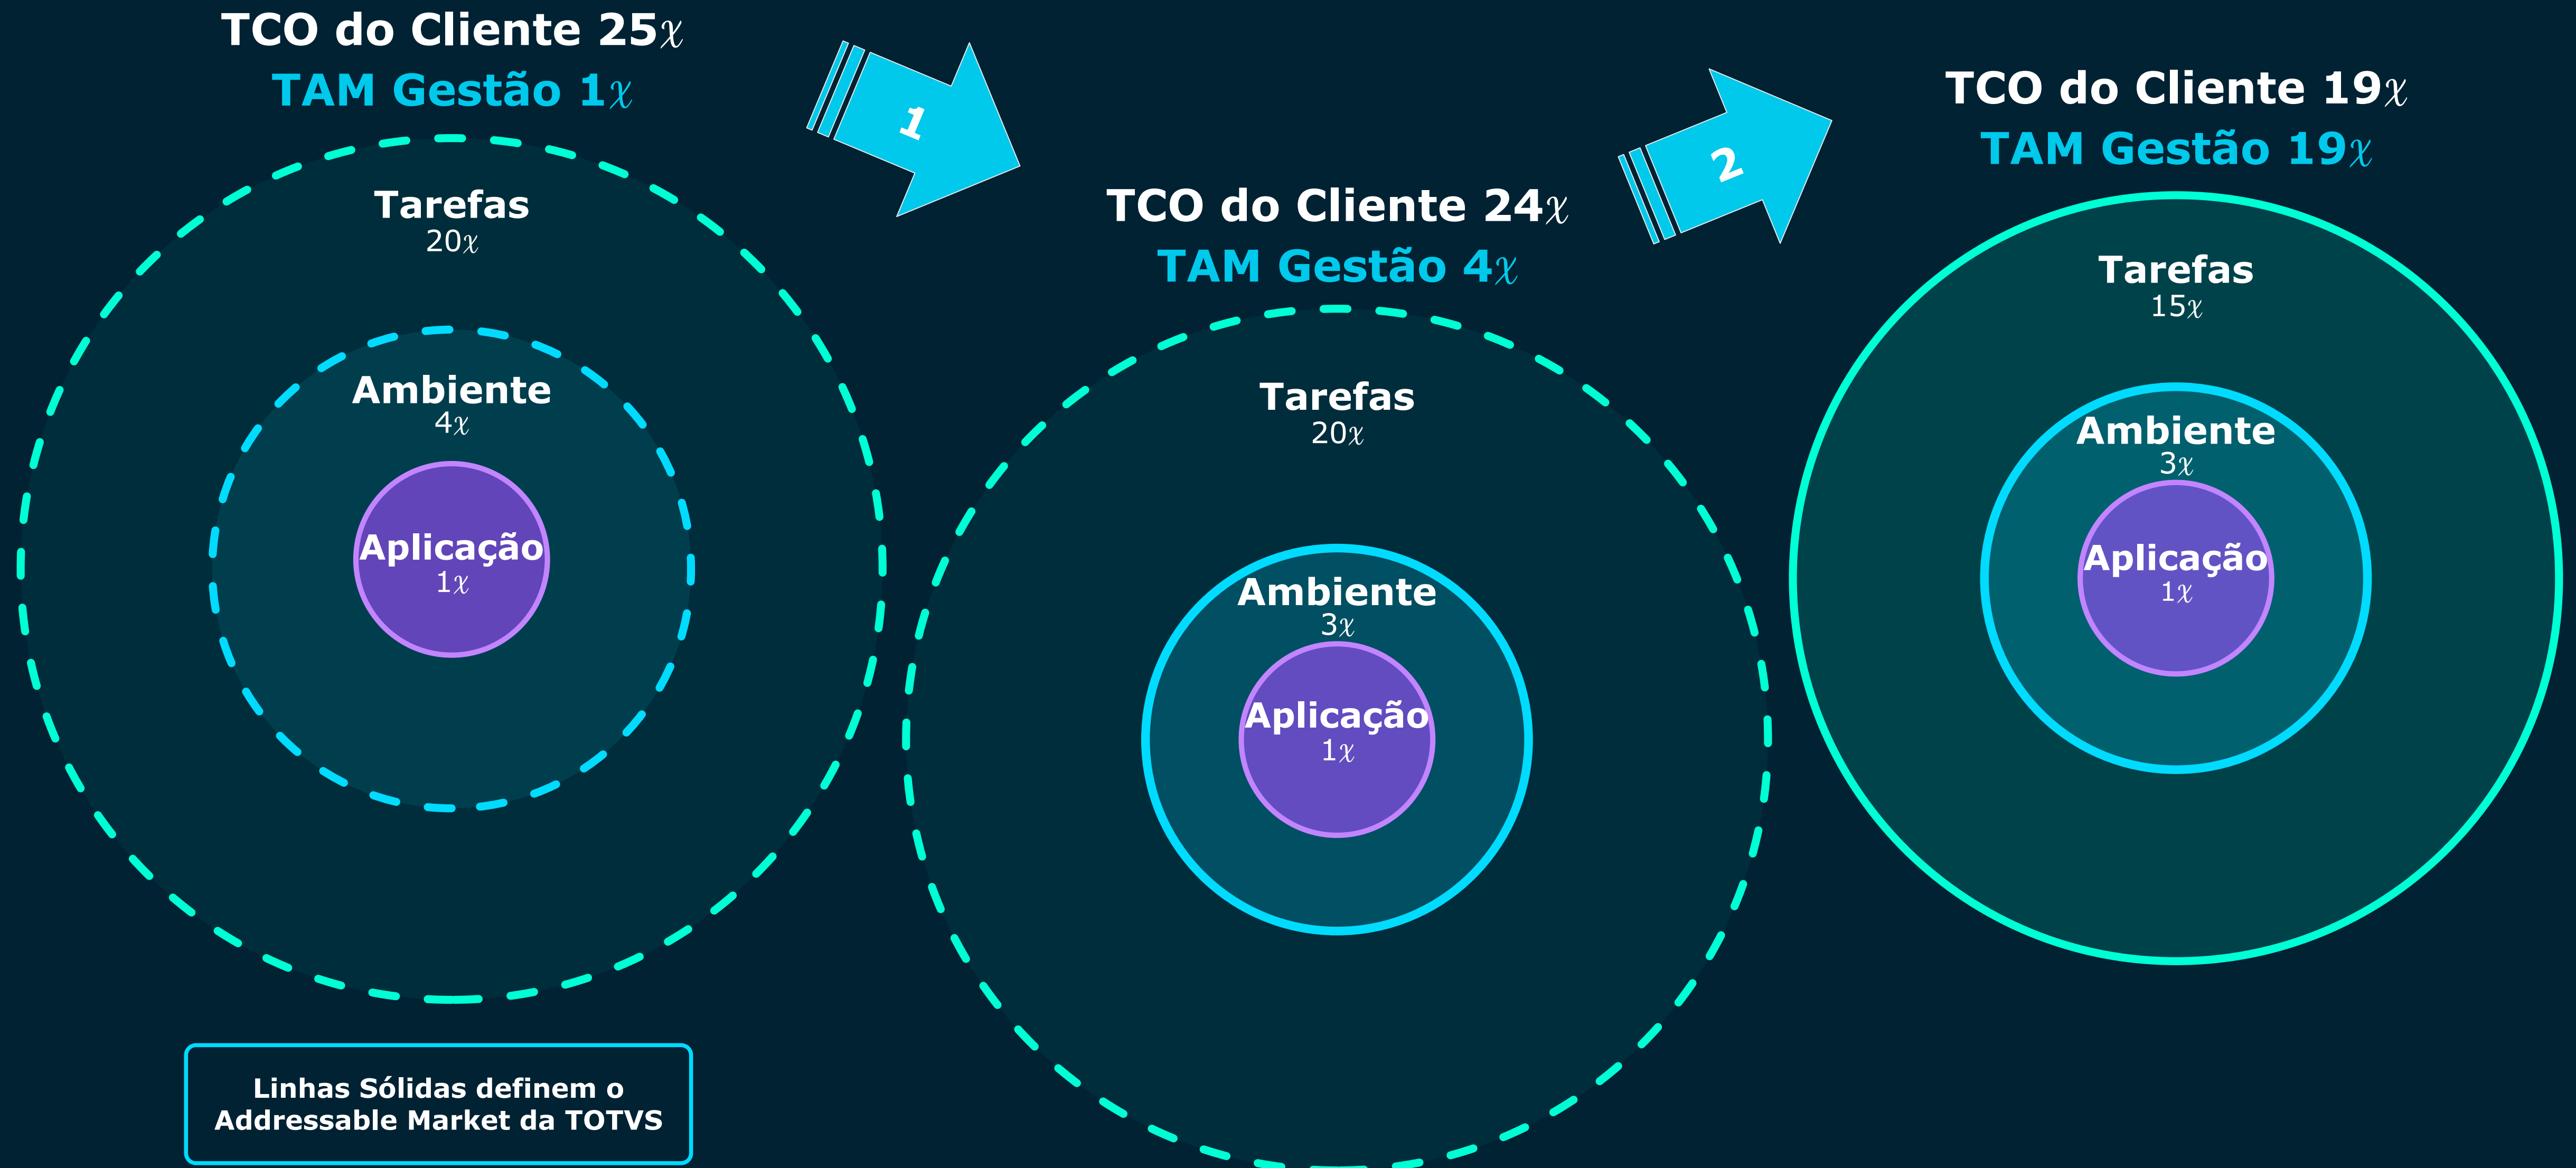 TCO do Cliente 25χ
TAM Gestão 1χ
Tarefas
20χ
Ambiente
4χ
Aplicação
1χ
Linhas Sólidas definem o
Addressable Market da TOTVS
1
TCO do Cliente 24χ
TAM Gestão 4χ
Tarefas
20χ
Ambiente
3χ
Aplicação
1χ
2
TCO do Cliente 19χ
TAM Gestão 19χ
Tarefas
15χ
Ambiente
3χ
Aplicação
1χ